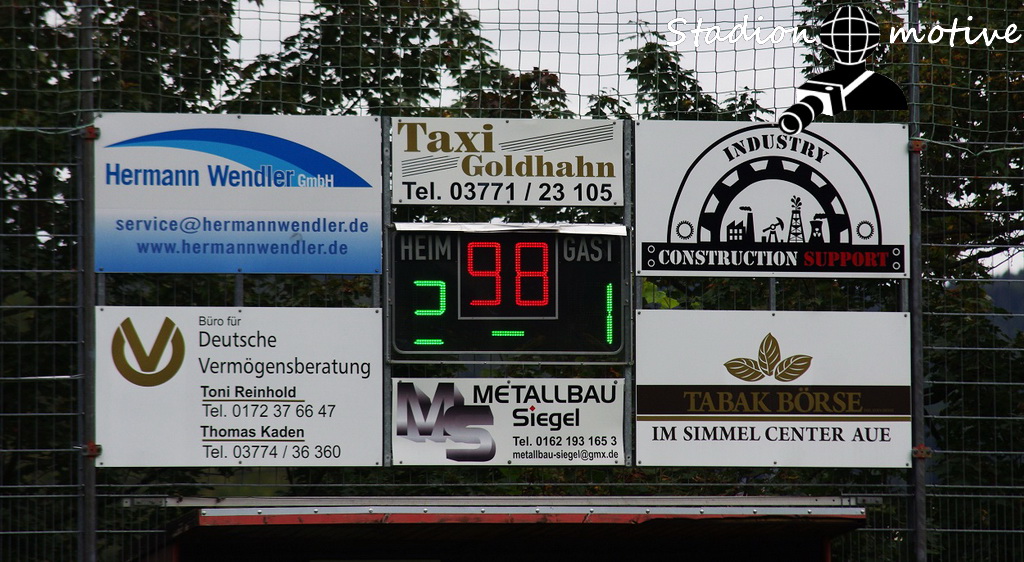 Stadion motive
Hermann Wendler GmbH
service@hermannwendler.de
www.hermannwendler.de
Taxi
Goldhahn
Tel. 03771 / 23 105
INDUSTRY
CONSTRUCTION SUPPORT
HEIM 98 GAST
2 - 1
Büro für
Deutsche
Vermögensberatung
Toni Reinhold
Tel. 0172 37 66 47
Thomas Kaden
Tel. 03774 / 36 360
MS METALLBAU
Siegel
Tel. 0162 193 165 3
metallbau-siegel@gmx.de
TABAK BÖRSE
IM SIMMEL CENTER AUE